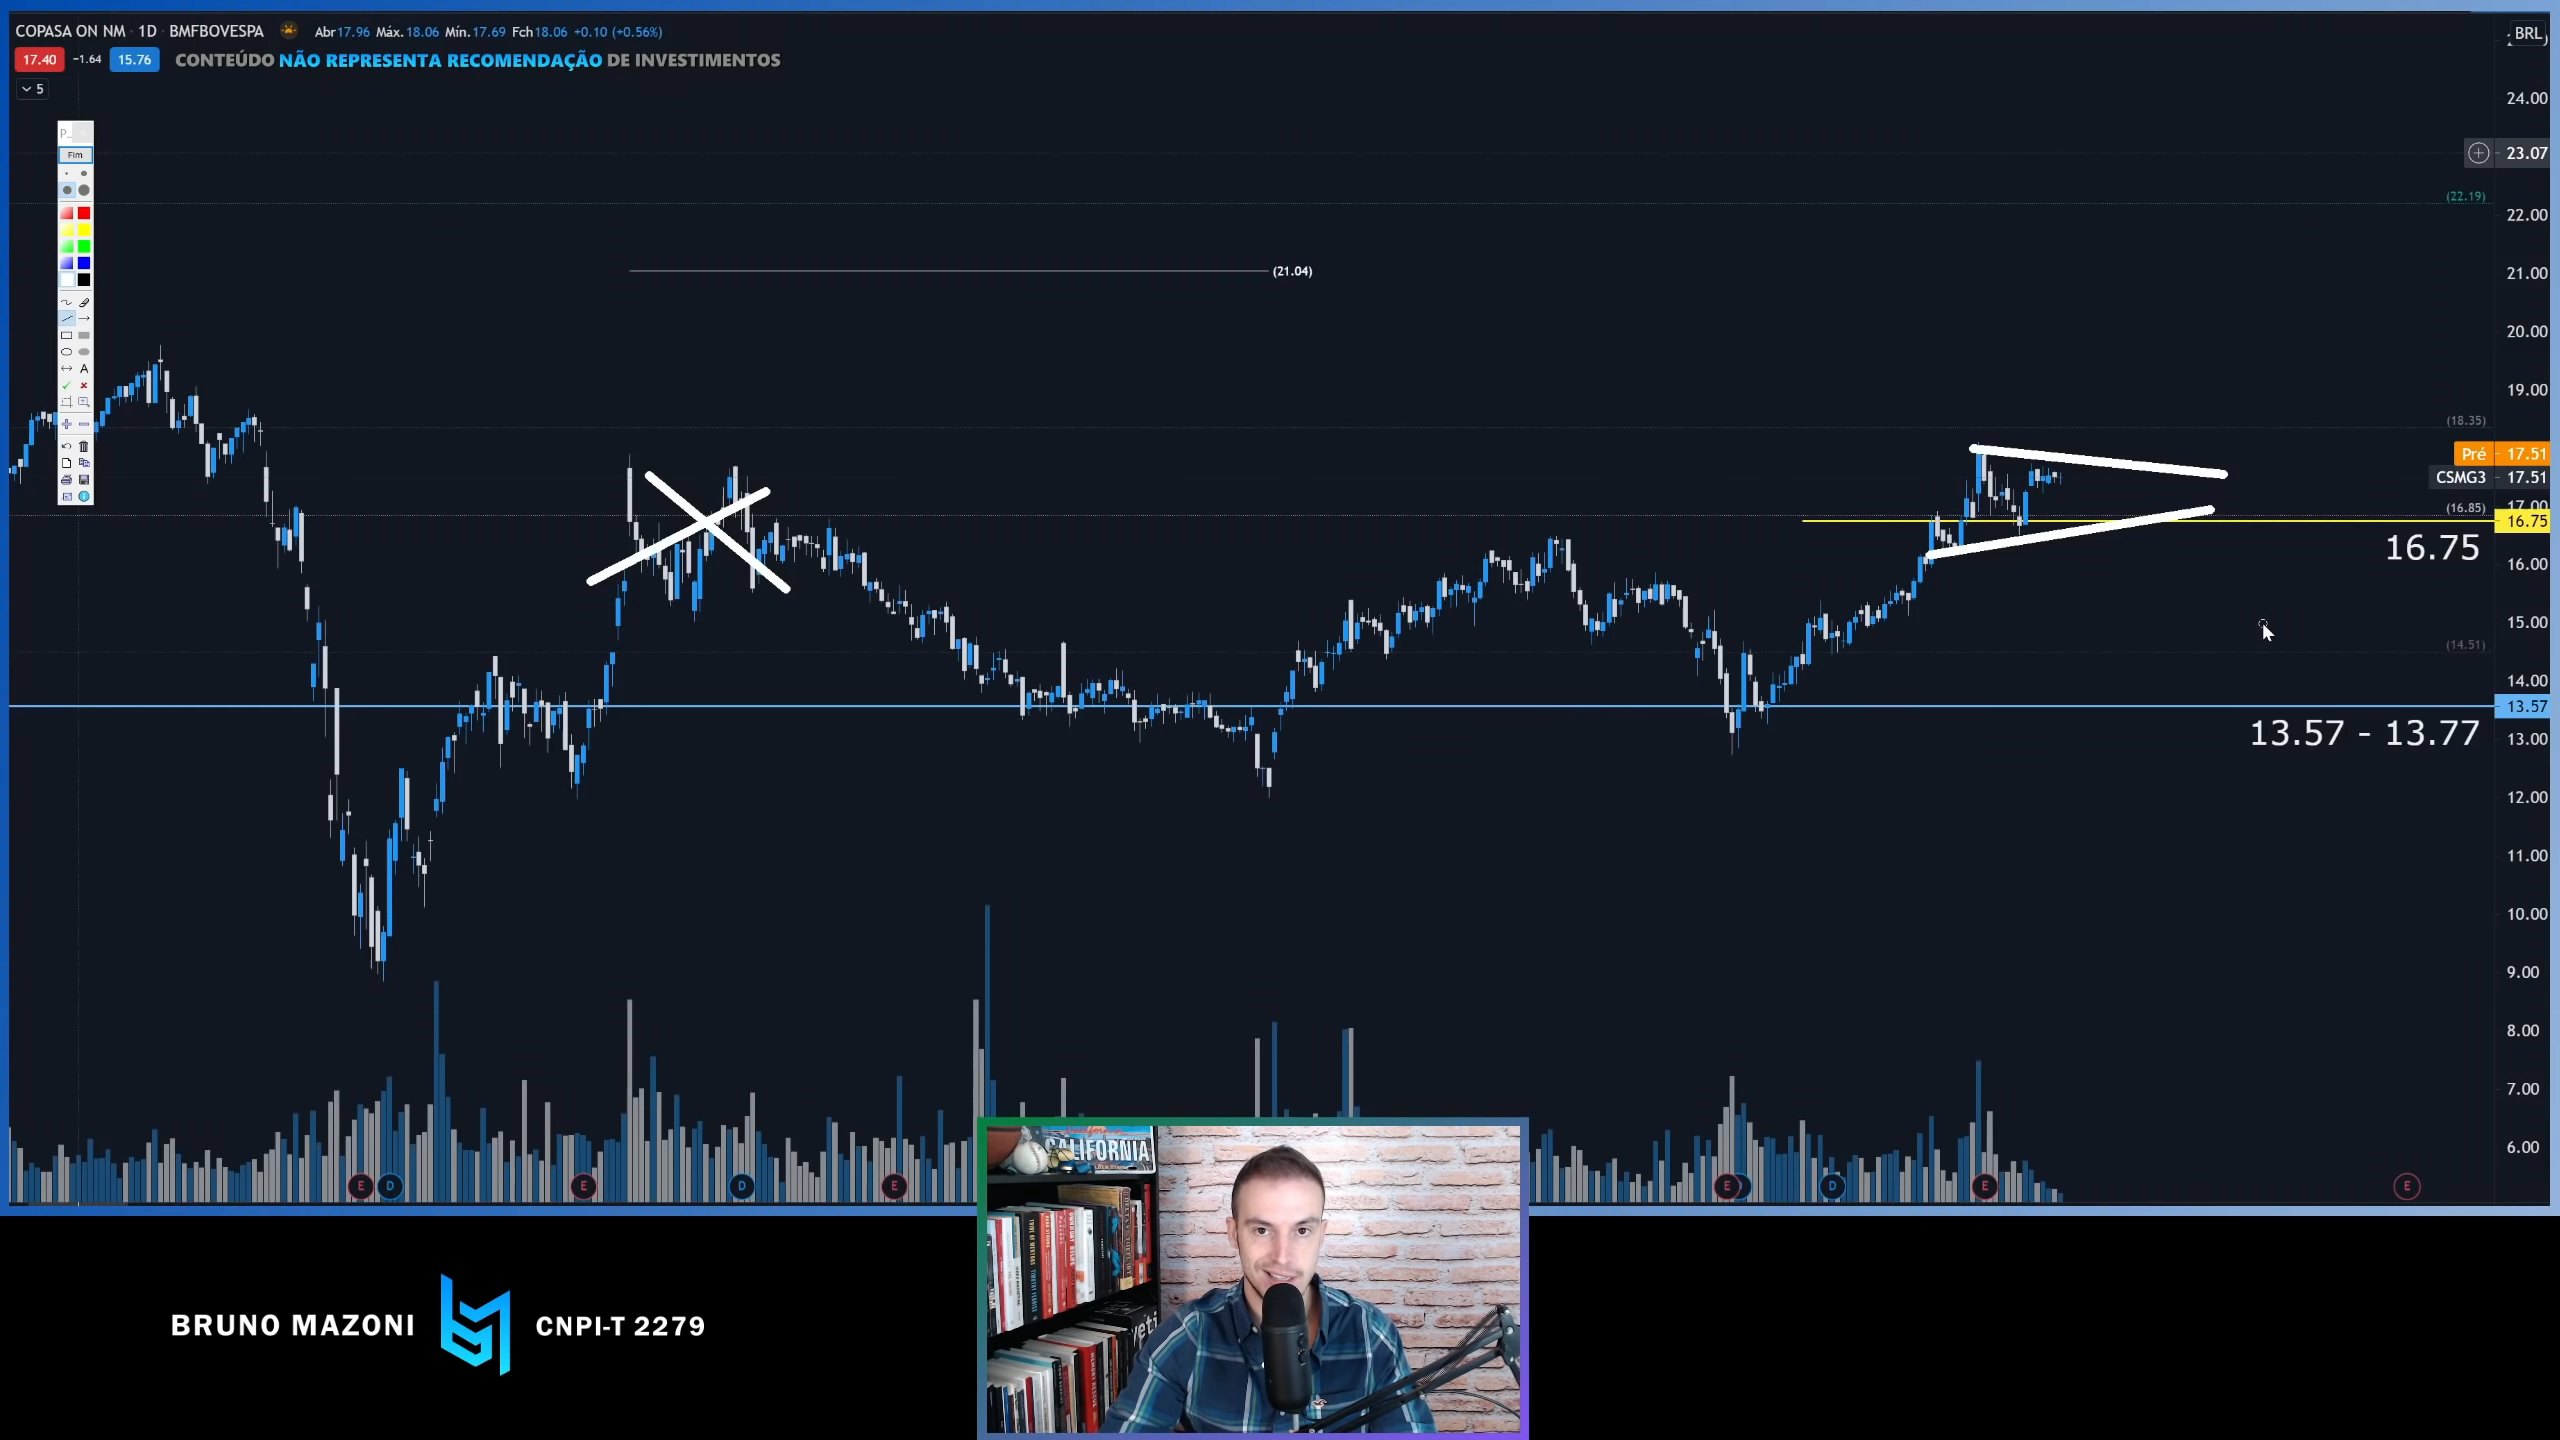 COPASA ON NM · 1D · BMFBOVESPA Abr17.96 Máx.18.06 Mín.17.69 Fch18.06 +0.10 (+0.56%)
BRL
17.40 −1.64 15.76 CONTEÚDO NÃO REPRESENTA RECOMENDAÇÃO DE INVESTIMENTOS
5
24.00
P..
Fim
23.07
(22.19)
22.00
(21.04)
21.00
20.00
A
19.00
(18.35)
Pré 17.51
CSMG3 17.51
17.00
(16.85)
16.75
16.75
16.00
15.00
(14.51)
14.00
13.57
13.57 - 13.77
13.00
12.00
11.00
10.00
9.00
8.00
7.00
6.00
E D E D E E D E E
CALIFORNIA
BRUNO MAZONI CNPI-T 2279
yeti